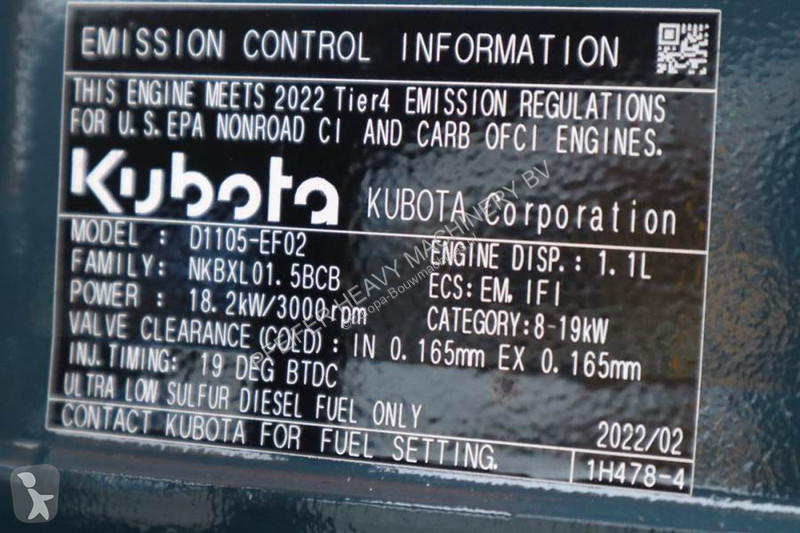 EMISSION CONTROL INFORMATION
THIS ENGINE MEETS 2022 Tier4 EMISSION REGULATIONS
FOR U.S.EPA NONROAD CI AND CARB OFCI ENGINES.
Kubota KUBOTA Corporation
MODEL : D1105-EF02 ENGINE DISP.: 1.1L
FAMILY: NKBXL01.5BCB ECS:EM,IFI
POWER : 18.2kW/3000rpm CATEGORY:8-19kW
VALVE CLEARANCE(COLD): IN 0.165mm EX 0.165mm
INJ.TIMING: 19 DEG BTDC
ULTRA LOW SULFUR DIESEL FUEL ONLY 2022/02
CONTACT KUBOTA FOR FUEL SETTING. 1H478-4
HEAVY MACHINERY BV